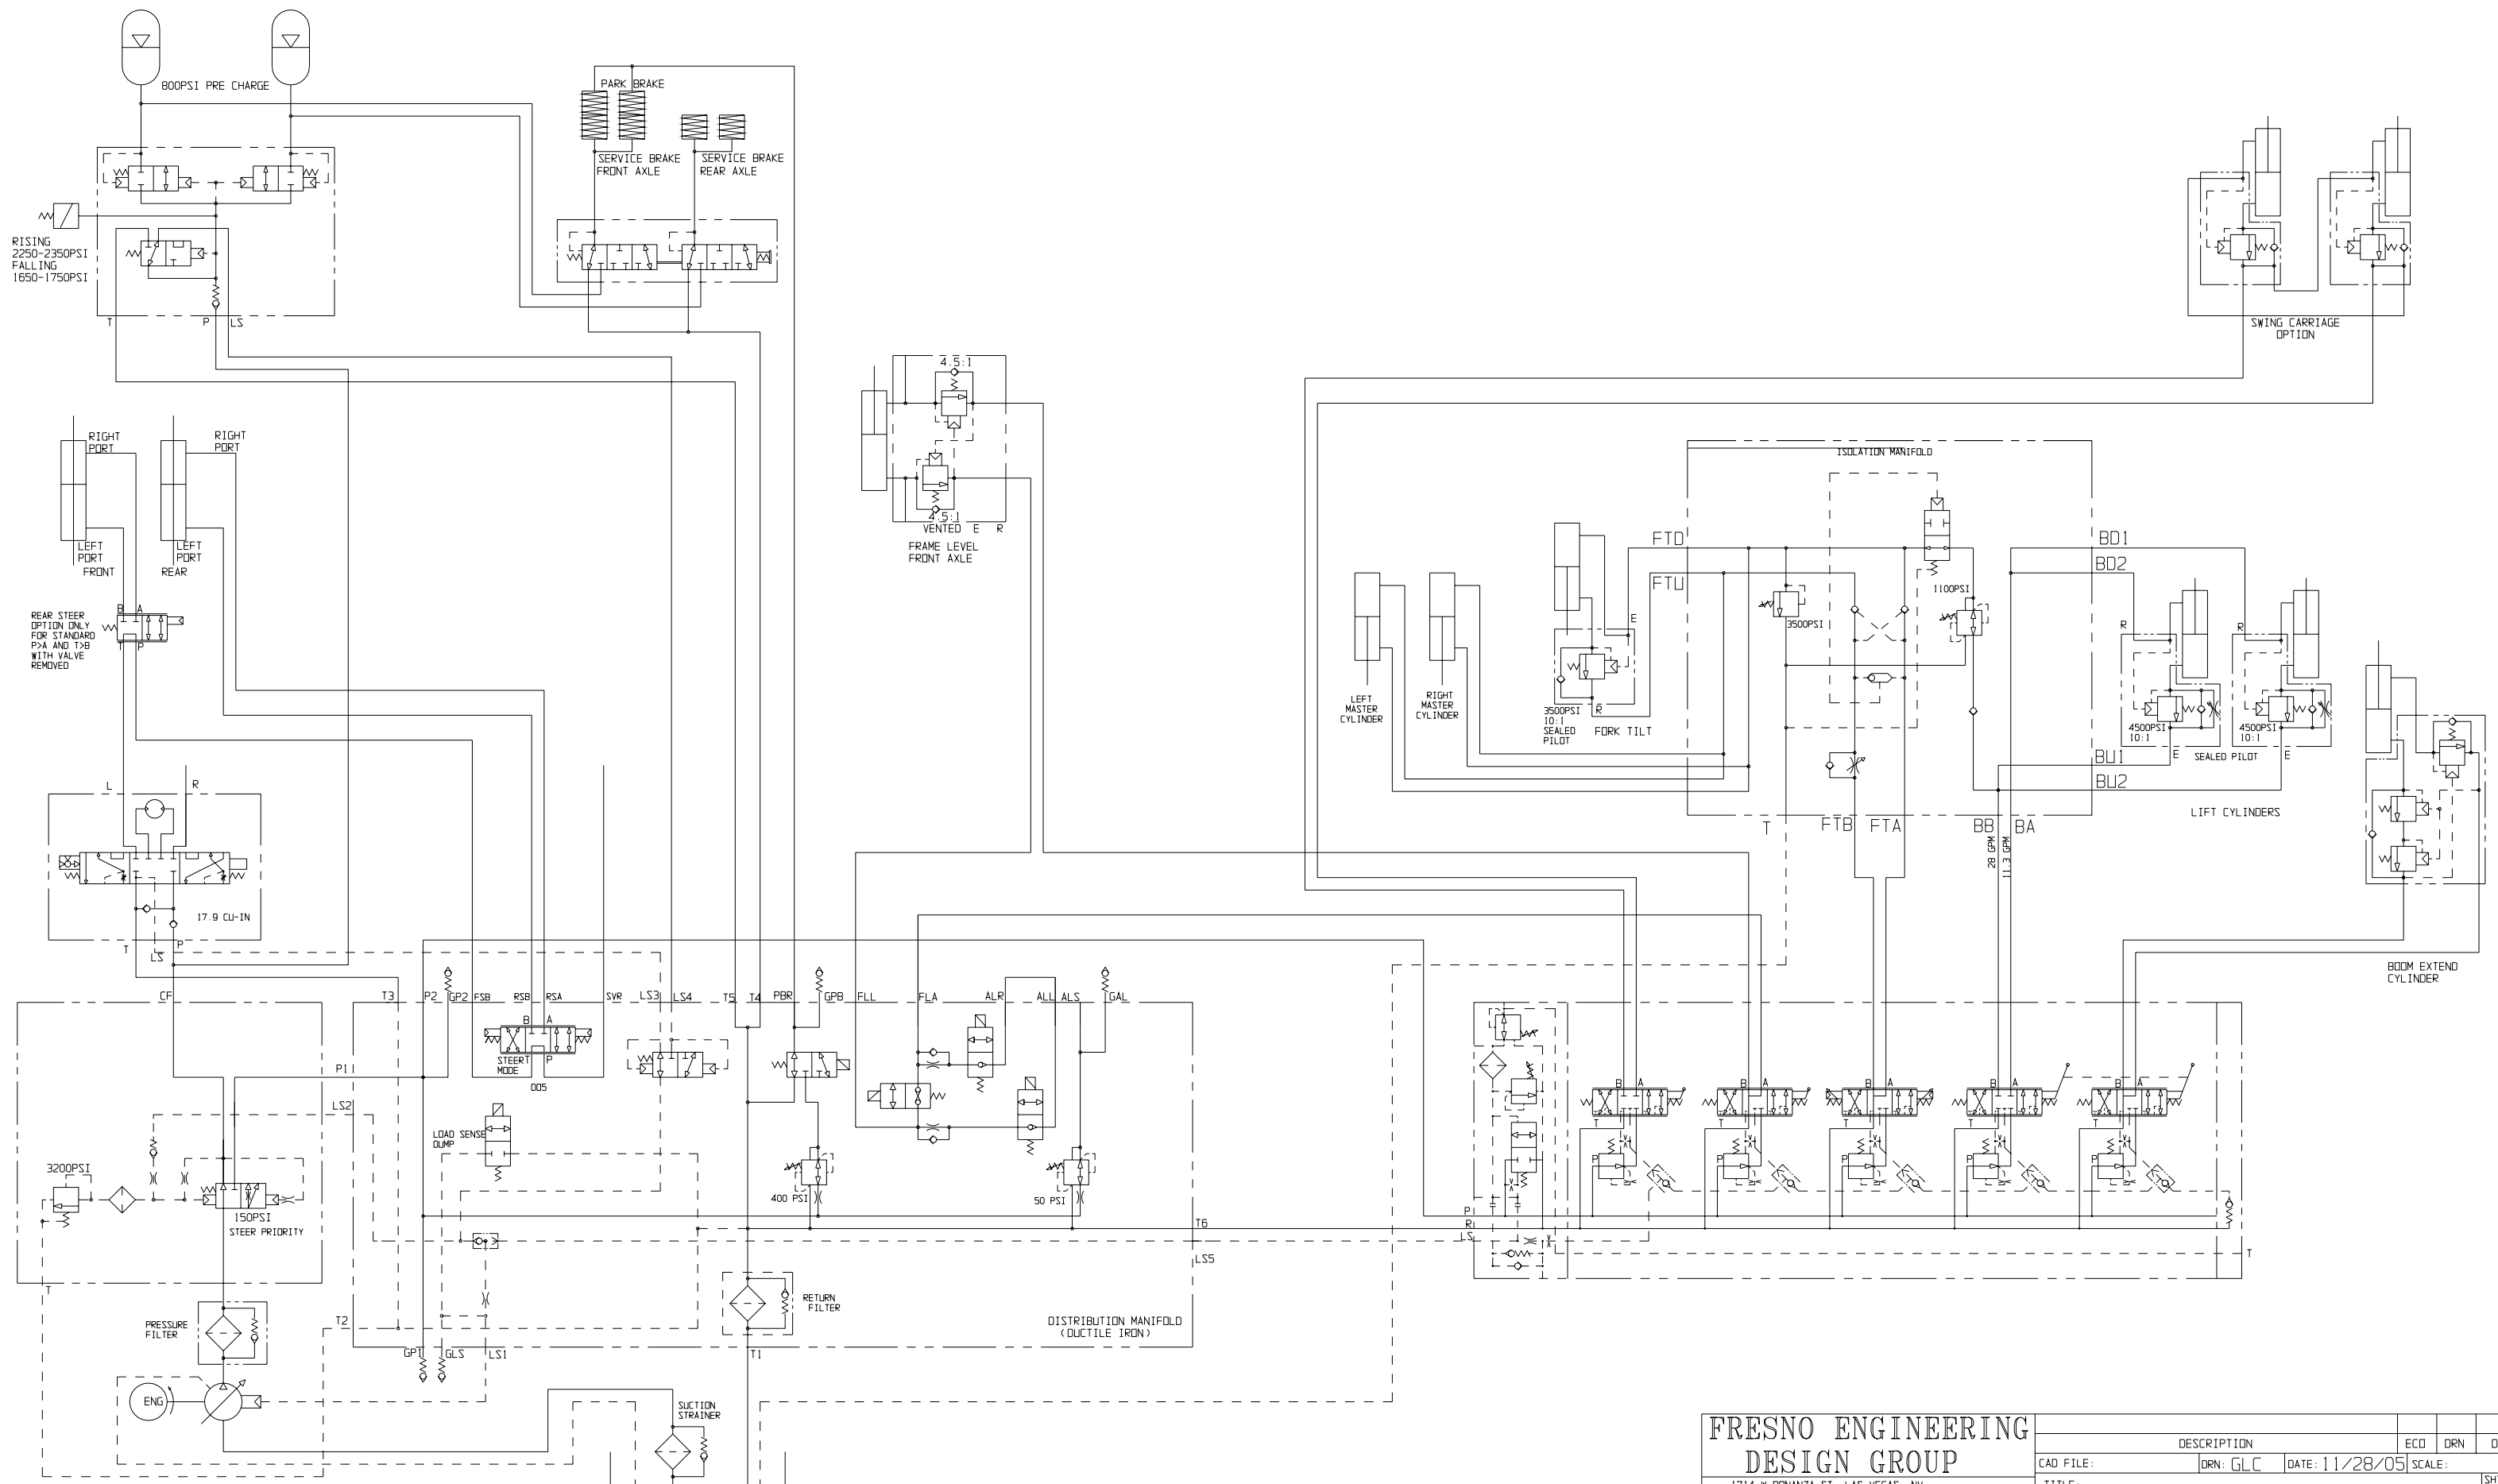 800PSI PRE CHARGE
PARK BRAKE
SERVICE BRAKE
FRONT AXLE
SERVICE BRAKE
REAR AXLE
RISING
2250-2350PSI
FALLING
1650-1750PSI
T
P
LS
SWING CARRIAGE
OPTION
4.5:1
4.5:1
VENTED E R
FRAME LEVEL
FRONT AXLE
RIGHT
PORT
RIGHT
PORT
LEFT
PORT
LEFT
PORT
FRONT
REAR
ISOLATION MANIFOLD
FTD
FTU
BD1
BD2
1100PSI
3500PSI
E
R
3500PSI
10:1
SEALED
PILOT
FORK TILT
LEFT
MASTER
CYLINDER
RIGHT
MASTER
CYLINDER
R
R
4500PSI
10:1
4500PSI
10:1
E
SEALED PILOT
E
BU1
BU2
LIFT CYLINDERS
REAR STEER
OPTION ONLY
FOR STANDARD
P>A AND T>B
WITH VALVE
REMOVED
B A
T P
L
R
17.9 CU-IN
T
LS
P
T
FTB
FTA
BB
BA
28 GPM
11.3 GPM
BOOM EXTEND
CYLINDER
CF
T3
P2
GP2
FSB
RSB
RSA
SVR
LS3
LS4
T5
T4
PBR
GPB
FLL
FLA
ALR
ALL
ALS
GAL
B A
T P
STEER
MODE
D05
P1
LS2
LOAD SENSE
DUMP
3200PSI
150PSI
STEER PRIORITY
400 PSI
50 PSI
B A
T
P
B A
T
P
B A
T
P
B A
T
P
B A
T
P
P
R
LS
T6
LS5
T
T
T2
PRESSURE
FILTER
RETURN
FILTER
DISTRIBUTION MANIFOLD
(DUCTILE IRON)
GP1
GLS
LS1
T1
ENG
SUCTION
STRAINER
FRESNO ENGINEERING
DESIGN GROUP
1714 W BONANZA ST, LAS VEGAS, NV
DESCRIPTION
ECO
DRN
CAD FILE:
DRN: GLC
DATE: 11/28/05
SCALE:
TITLE: